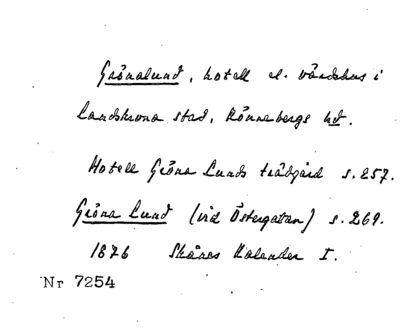 Grönalund, hotell el. värdshus i
Landskrona stad, Rönnebergs hd.
Hotell Gröna Lunds trädgård s. 257.
Gröna Lund (vid Östergatan) s. 269.
1876 Skånes Kalender I.
Nr 7254